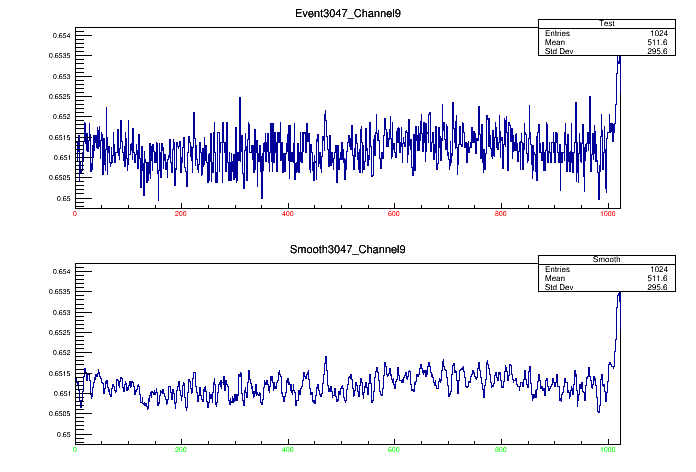 Event3047_Channel9
Test
Entries 1024
Mean 511.6
Std Dev 295.6
0.654
0.6535
0.653
0.6525
0.652
0.6515
0.651
0.6505
0.65
0 200 400 600 800 1000
Smooth3047_Channel9
Smooth
Entries 1024
Mean 511.6
Std Dev 295.6
0.654
0.6535
0.653
0.6525
0.652
0.6515
0.651
0.6505
0.65
0 200 400 600 800 1000